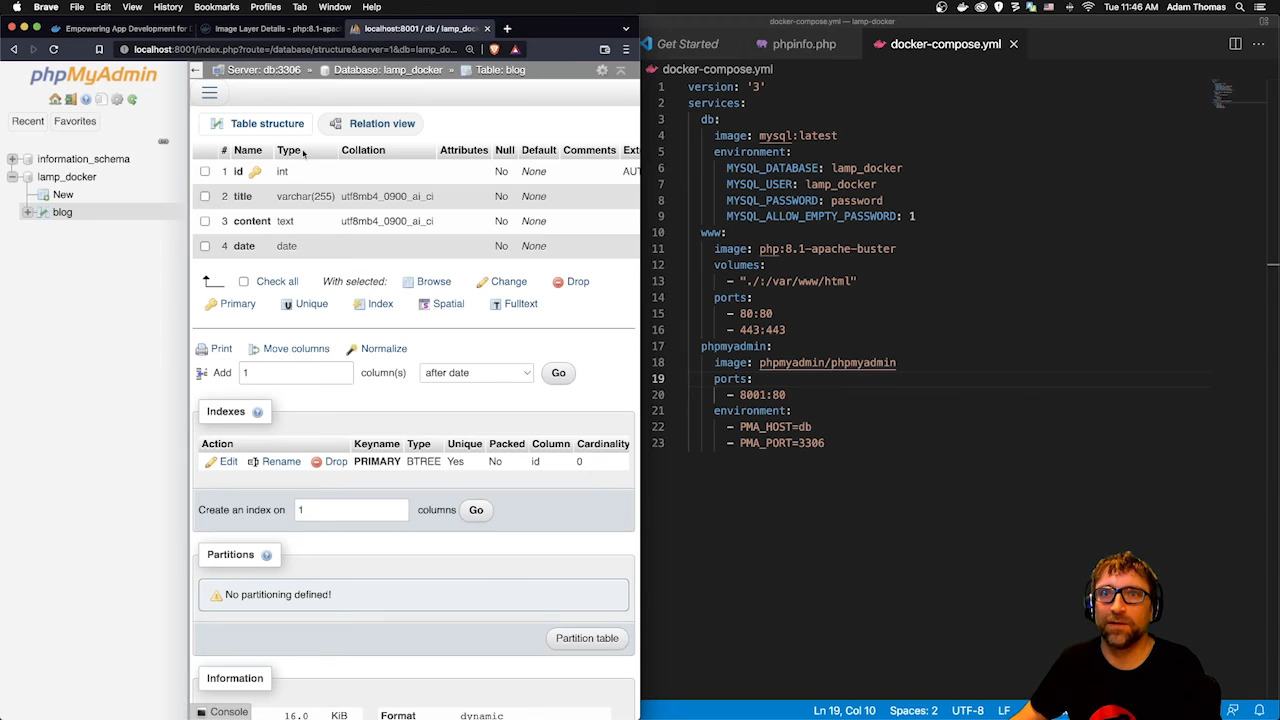 Brave File Edit View History Bookmarks Profiles Tab Window Help
Tue 11:46 AM Adam Thomas
Empowering App Development for D
Image Layer Details - php:8.1-apac
localhost:8001 / db / lamp_docke
localhost:8001/index.php?route=/database/structure&server=1&db=lamp_do...
phpMyAdmin
Recent Favorites
information_schema
lamp_docker
New
blog
Server: db:3306 » Database: lamp_docker » Table: blog
Table structure Relation view
# Name Type Collation Attributes Null Default Comments Ext
1 id int No None AUT
2 title varchar(255) utf8mb4_0900_ai_ci No None
3 content text utf8mb4_0900_ai_ci No None
4 date date No None
Check all With selected: Browse Change Drop
Primary Unique Index Spatial Fulltext
Print Move columns Normalize
Add 1 column(s) after date Go
Indexes
Action Keyname Type Unique Packed Column Cardinality
Edit Rename Drop PRIMARY BTREE Yes No id 0
Create an index on 1 columns Go
Partitions
No partitioning defined!
Partition table
Information
Console
16.0 KiB Format dynamic
docker-compose.yml — lamp-docker
Get Started phpinfo.php docker-compose.yml
docker-compose.yml
1 version: '3'
2 services:
3 db:
4 image: mysql:latest
5 environment:
6 MYSQL_DATABASE: lamp_docker
7 MYSQL_USER: lamp_docker
8 MYSQL_PASSWORD: password
9 MYSQL_ALLOW_EMPTY_PASSWORD: 1
10 www:
11 image: php:8.1-apache-buster
12 volumes:
13 - "./:/var/www/html"
14 ports:
15 - 80:80
16 - 443:443
17 phpmyadmin:
18 image: phpmyadmin/phpmyadmin
19 ports:
20 - 8001:80
21 environment:
22 - PMA_HOST=db
23 - PMA_PORT=3306
Ln 19, Col 10 Spaces: 2 UTF-8 LF